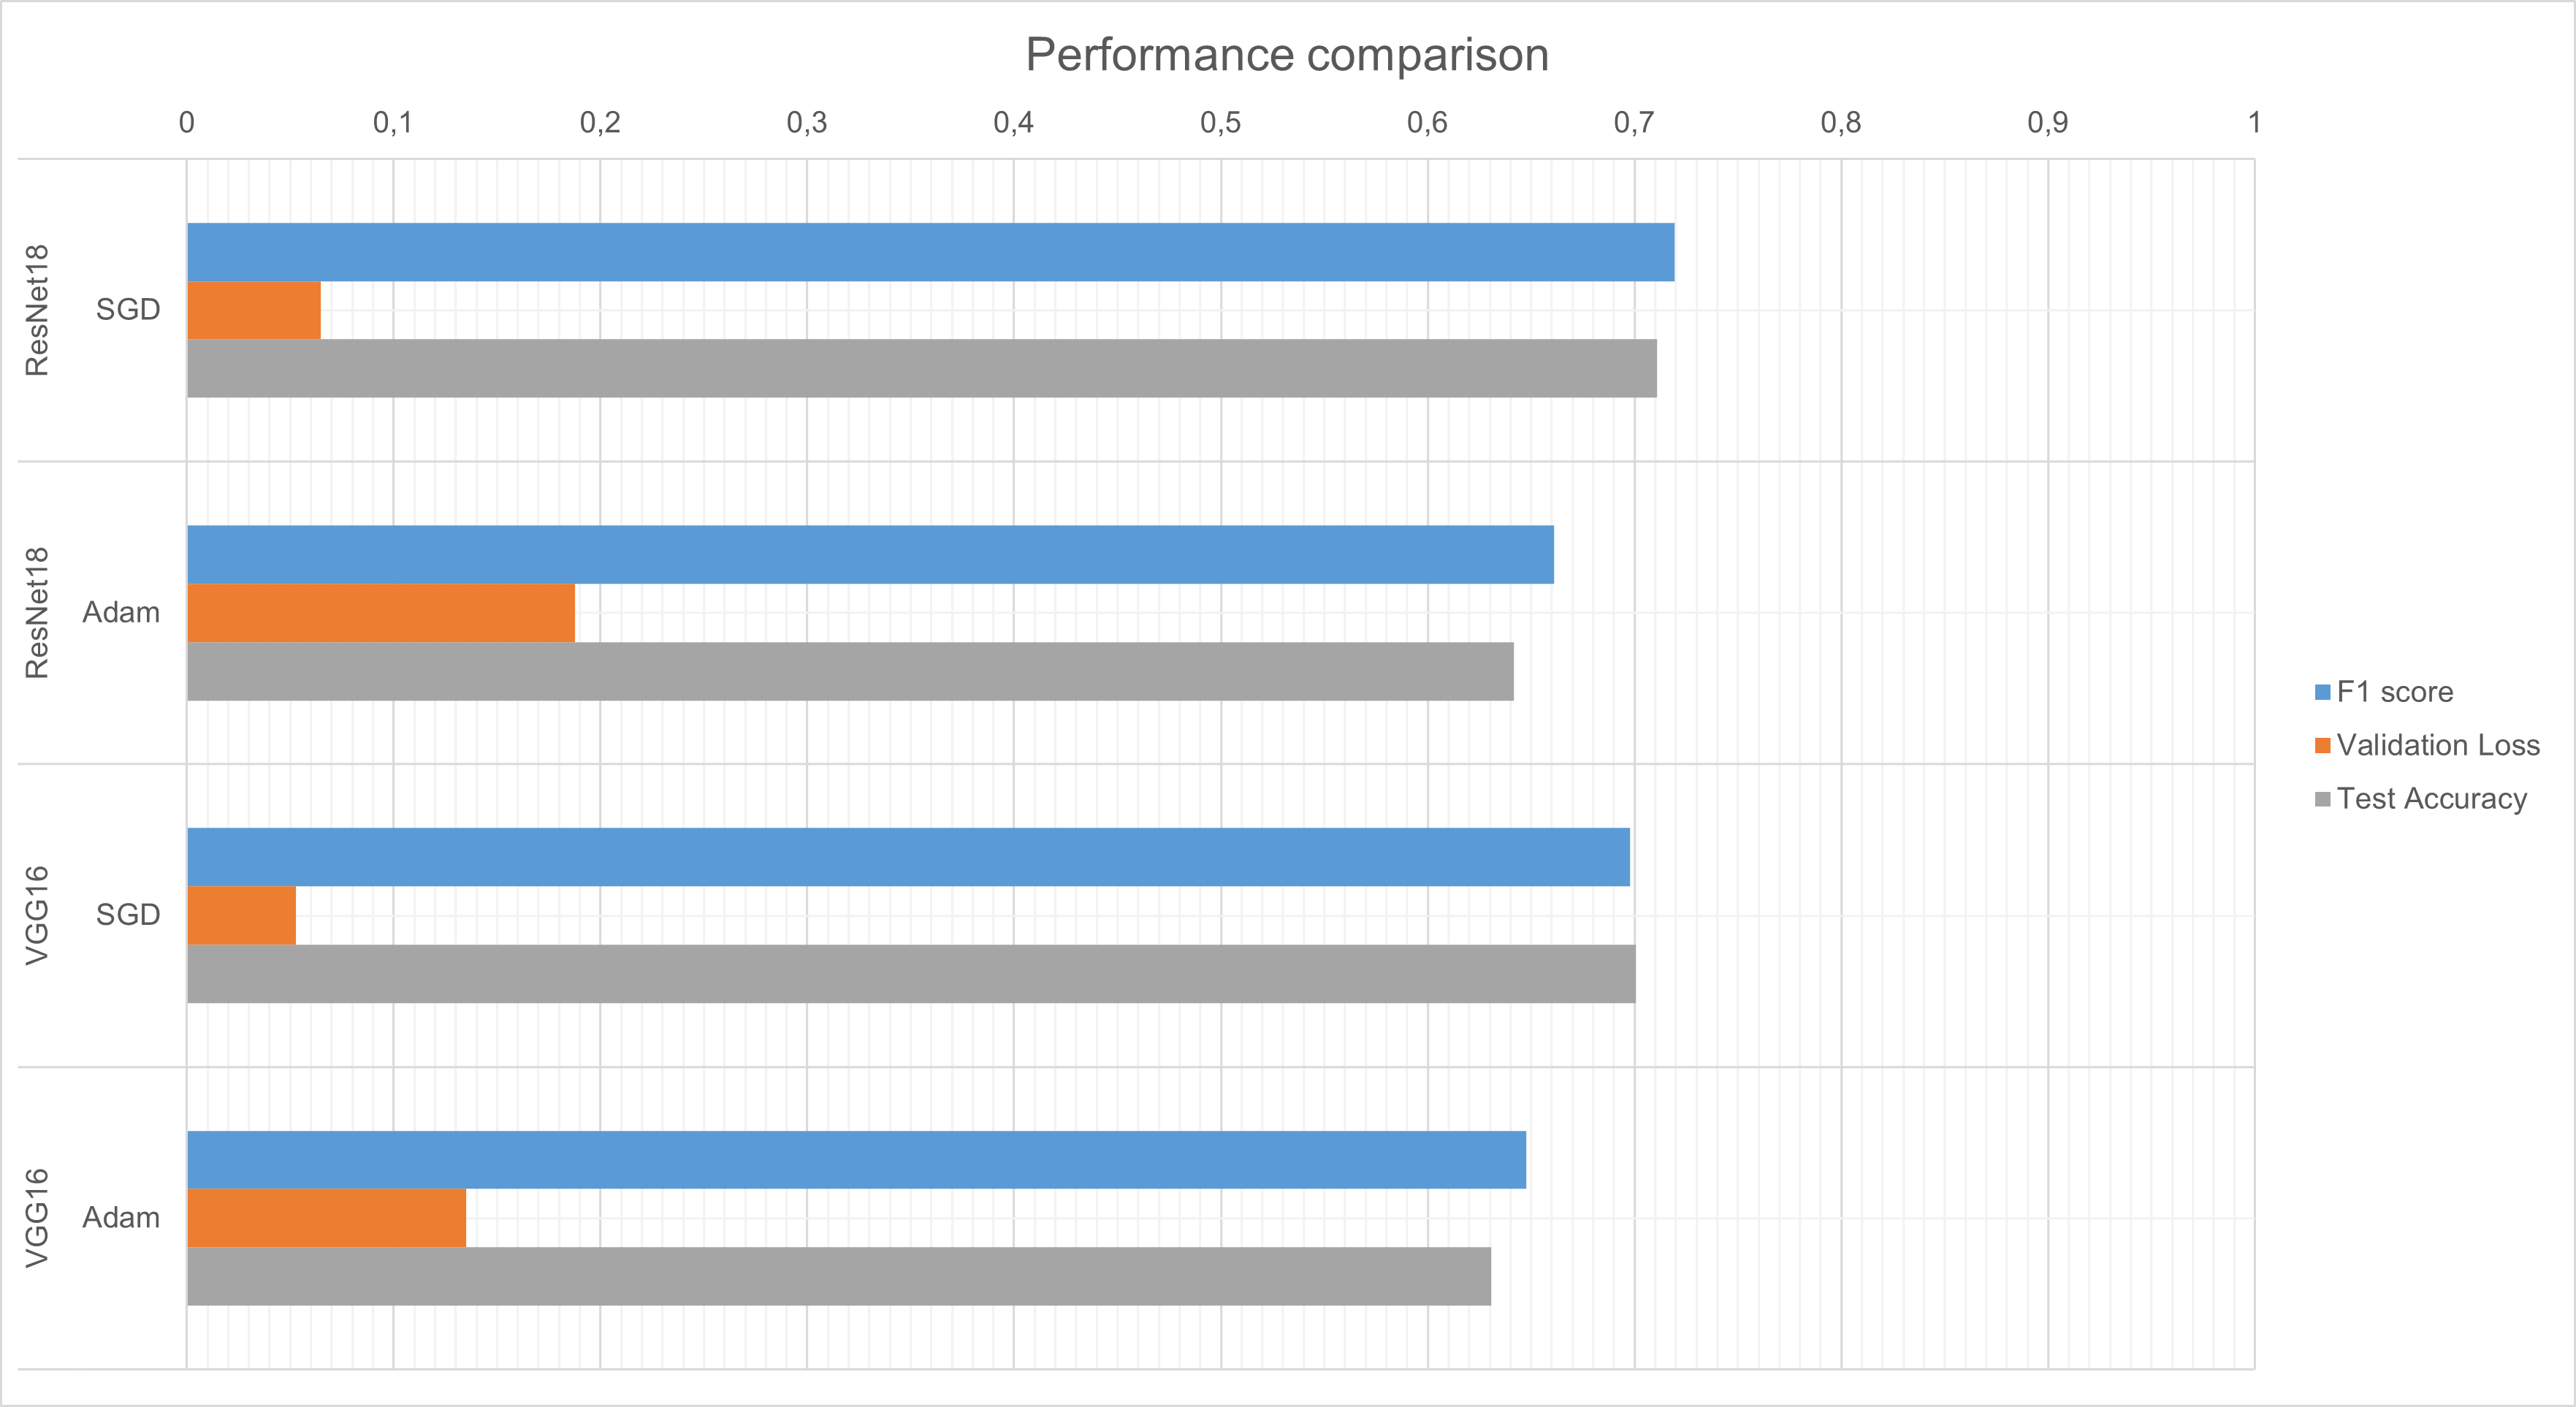 Performance comparison
0 0,1 0,2 0,3 0,4 0,5 0,6 0,7 0,8 0,9 1
ResNet18
SGD
ResNet18
Adam
VGG16
SGD
VGG16
Adam
F1 score
Validation Loss
Test Accuracy